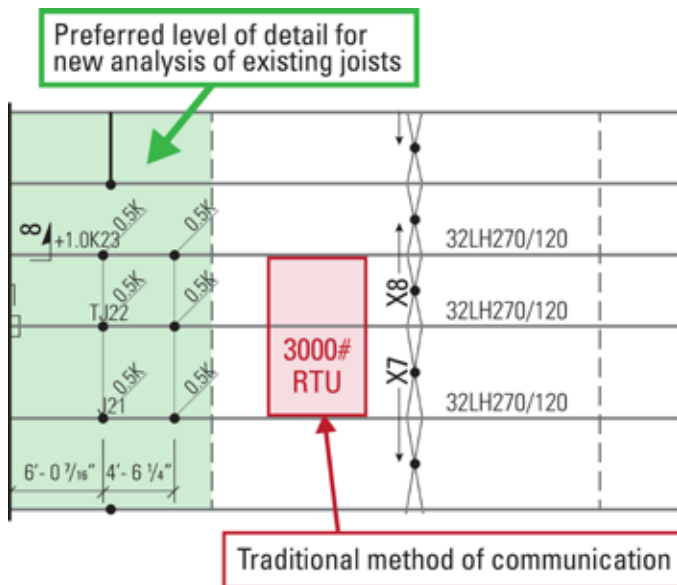 Preferred level of detail for
new analysis of existing joists
0.5K
0.5K
8
+1.0K23
32LH270/120
0.5K
0.5K
TJ22
X8
32LH270/120
3000#
RTU
0.5K
0.5K
J21
X7
32LH270/120
6'- 0 7/16"
4'- 6 1/4"
Traditional method of communication